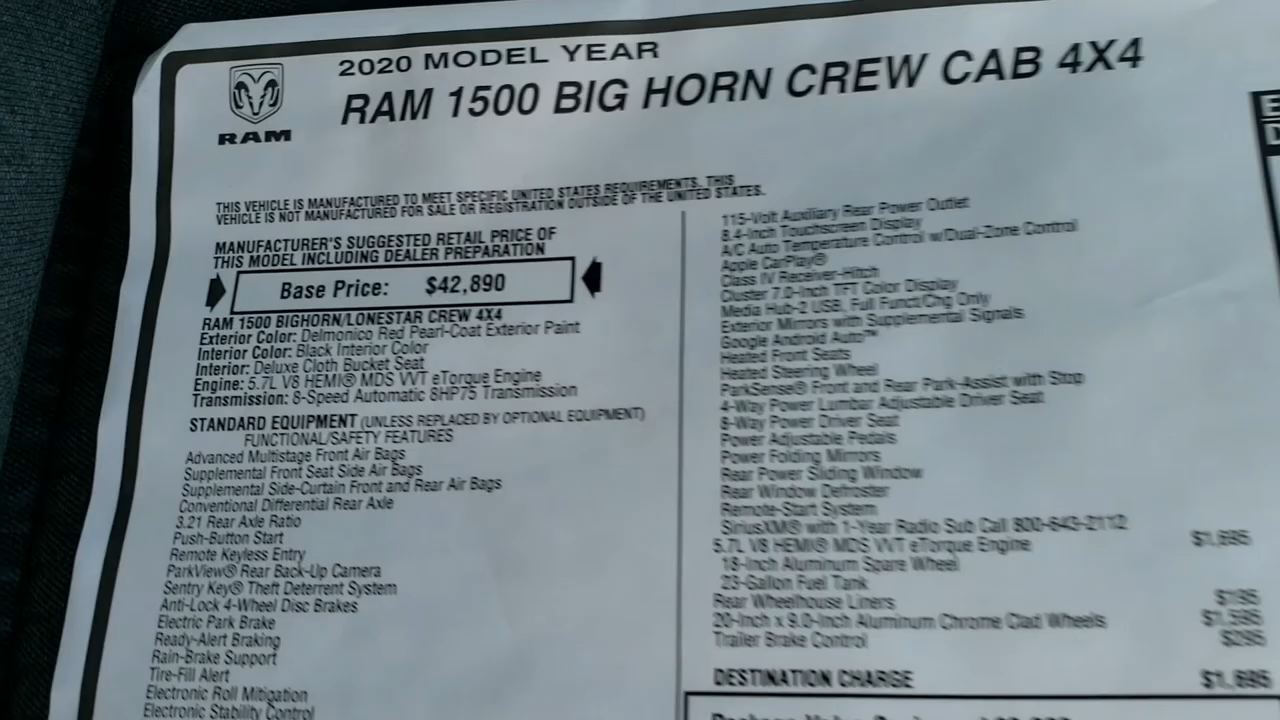 2020 MODEL YEAR
RAM 1500 BIG HORN CREW CAB 4X4
RAM
THIS VEHICLE IS MANUFACTURED TO MEET SPECIFIC UNITED STATES REQUIREMENTS. THIS
VEHICLE IS NOT MANUFACTURED FOR SALE OR REGISTRATION OUTSIDE OF THE UNITED STATES.
MANUFACTURER'S SUGGESTED RETAIL PRICE OF
THIS MODEL INCLUDING DEALER PREPARATION
Base Price: $42,890
RAM 1500 BIGHORN/LONESTAR CREW 4X4
Exterior Color: Delmonico Red Pearl-Coat Exterior Paint
Interior Color: Black Interior Color
Interior: Deluxe Cloth Bucket Seat
Engine: 5.7L V8 HEMI® MDS VVT eTorque Engine
Transmission: 8-Speed Automatic 8HP75 Transmission
STANDARD EQUIPMENT (UNLESS REPLACED BY OPTIONAL EQUIPMENT)
FUNCTIONAL/SAFETY FEATURES
Advanced Multistage Front Air Bags
Supplemental Front Seat Side Air Bags
Supplemental Side-Curtain Front and Rear Air Bags
Conventional Differential Rear Axle
3.21 Rear Axle Ratio
Push-Button Start
Remote Keyless Entry
ParkView® Rear Back-Up Camera
Sentry Key® Theft Deterrent System
Anti-Lock 4-Wheel Disc Brakes
Electric Park Brake
Ready-Alert Braking
Rain-Brake Support
Tire-Fill Alert
Electronic Roll Mitigation
Electronic Stability Control
115-Volt Auxiliary Rear Power Outlet
8.4-Inch Touchscreen Display
A/C Auto Temperature Control w/Dual-Zone Control
Apple CarPlay®
Class IV Receiver-Hitch
Cluster 7.0-Inch TFT Color Display
Media Hub-2 USB, Full Funct/Chg Only
Exterior Mirrors with Supplemental Signals
Google Android Auto™
Heated Front Seats
Heated Steering Wheel
ParkSense® Front and Rear Park-Assist with Stop
4-Way Power Lumbar Adjustable Driver Seat
8-Way Power Driver Seat
Power Adjustable Pedals
Power Folding Mirrors
Rear Power Sliding Window
Rear Window Defroster
Remote-Start System
SiriusXM® with 1-Year Radio Sub Call 800-643-2112
5.7L V8 HEMI® MDS VVT eTorque Engine $1,695
18-Inch Aluminum Spare Wheel
23-Gallon Fuel Tank
Rear Wheelhouse Liners $195
20-Inch x 9.0-Inch Aluminum Chrome Clad Wheels $1,595
Trailer Brake Control $295
DESTINATION CHARGE $1,695